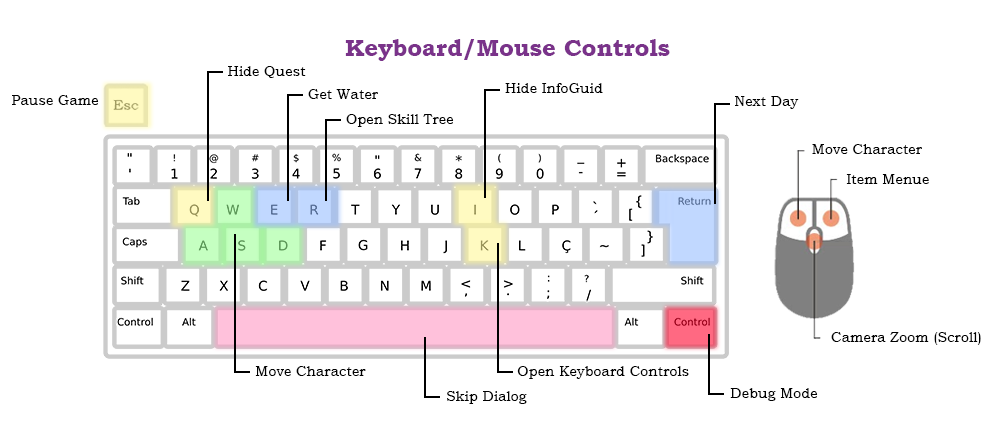 Keyboard/Mouse Controls
Hide Quest
Get Water
Open Skill Tree
Hide InfoGuid
Next Day
Pause Game
Esc
Move Character
Item Menue
" ! @ # $ % " & * ( ) _ + Backspace
' 1 2 3 4 5 6 7 8 9 0 - =
Tab Q W E R T Y U I O P ` { [ Return
Caps A S D F G H J K L Ç ~ } ]
Shift Z X C V B N M < , > . : ; ? / Shift
Control Alt Alt Control
Camera Zoom (Scroll)
Move Character
Open Keyboard Controls
Skip Dialog
Debug Mode